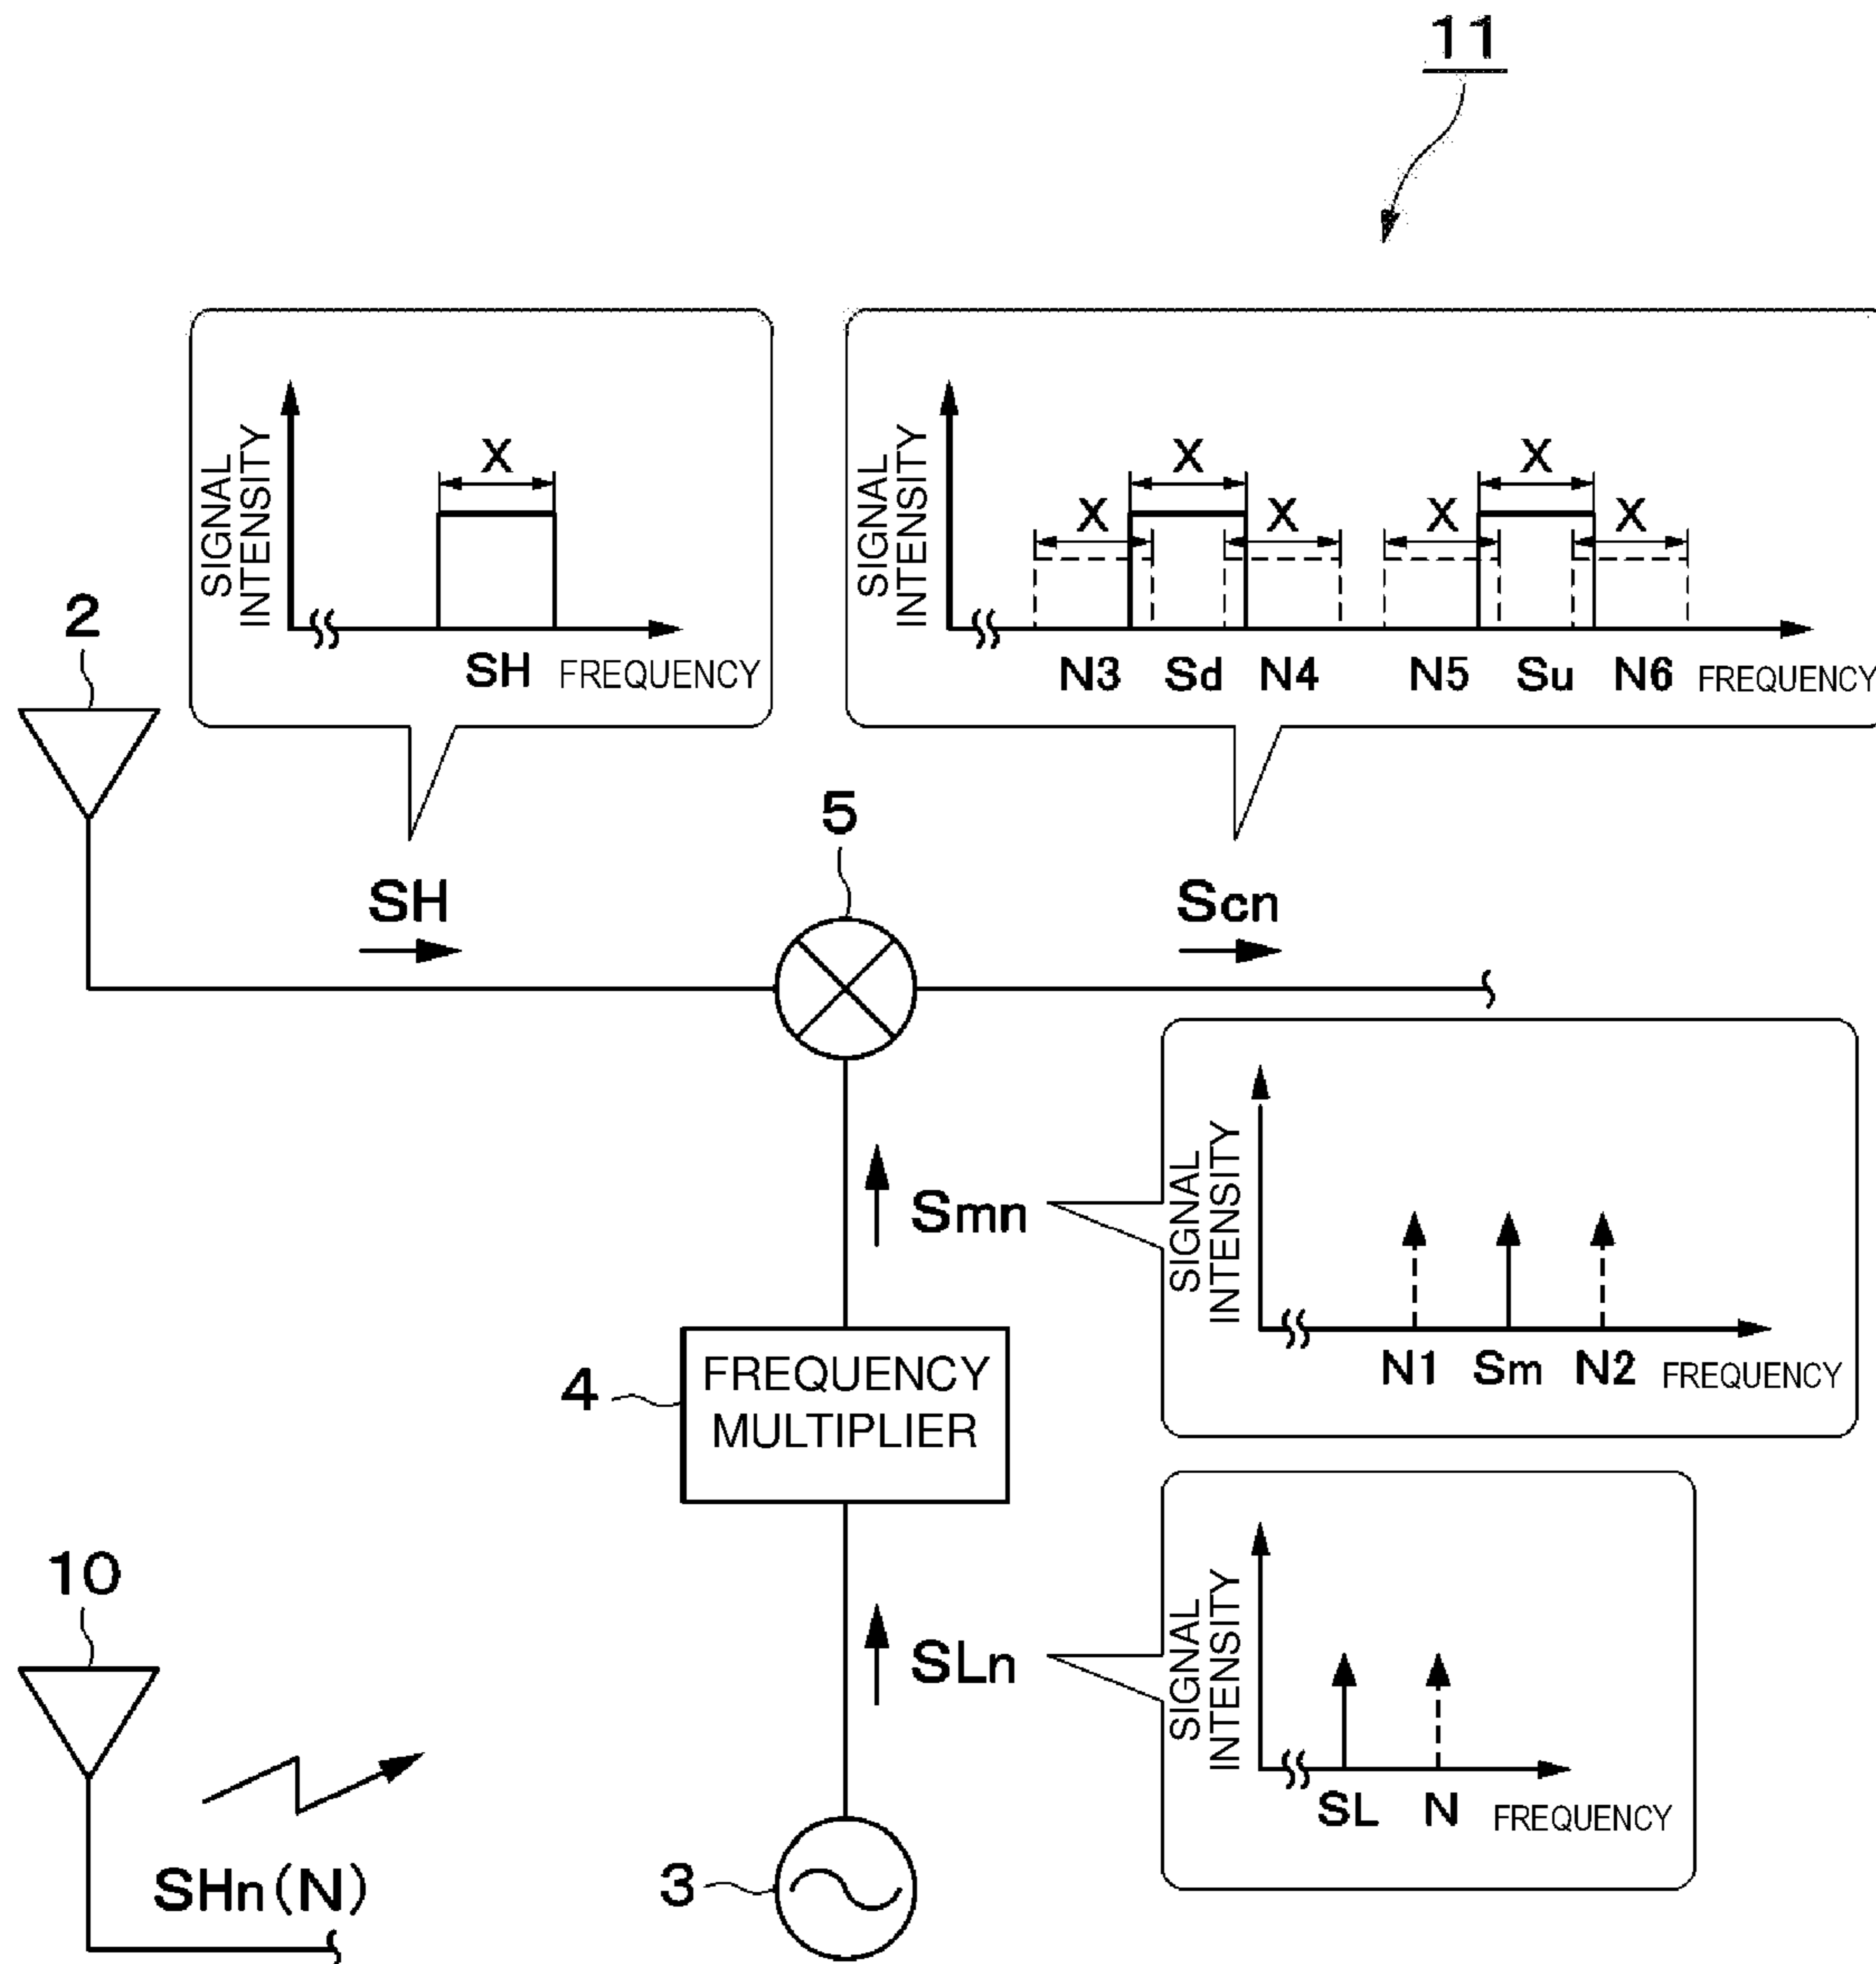 11
SIGNAL
INTENSITY
X
SH FREQUENCY
SIGNAL
INTENSITY
X X
X X X X
N3 Sd N4 N5 Su N6 FREQUENCY
2
5
SH
Scn
Smn
SIGNAL
INTENSITY
N1 Sm N2 FREQUENCY
4
FREQUENCY
MULTIPLIER
10
SLn
SIGNAL
INTENSITY
SL N FREQUENCY
SHn(N)
3